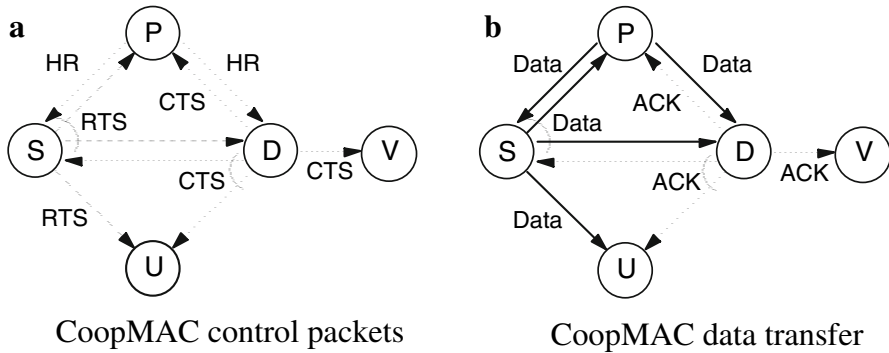 a
P
HR
HR
CTS
RTS
S
D
V
CTS
CTS
RTS
U
CoopMAC control packets
b
P
Data
Data
ACK
Data
S
D
V
ACK
ACK
Data
U
CoopMAC data transfer